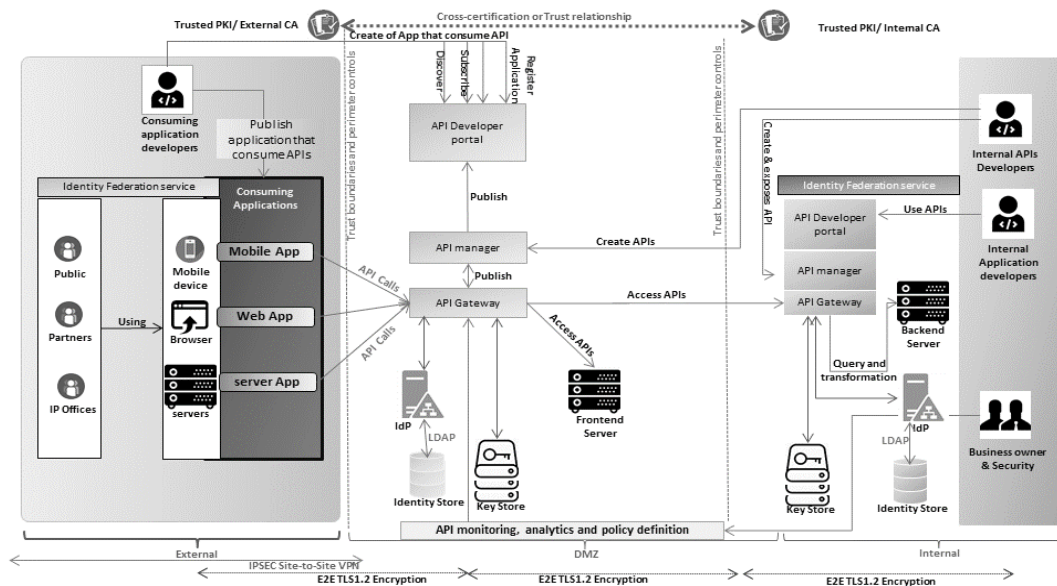 Trusted PKI/ External CA
Cross-certification or Trust relationship
Trusted PKI/ Internal CA
Create of App that consume API
Discover
Subscribe
Register
Application
Trust boundaries and perimeter controls
Trust boundaries and perimeter controls
Consuming
application
developers
Publish
application that
consume APIs
API Developer
portal
Create & exposes API
Internal APIs
Developers
Identity Federation service
Consuming
Applications
Publish
Identity Federation service
API Developer
portal
Use APIs
Internal
Application
developers
Public
Mobile
device
Mobile App
API manager
Create APIs
API manager
API Calls
Publish
API Gateway
Access APIs
API Gateway
Partners
Using
Browser
Web App
API Calls
Access APIs
Backend
Server
Query and
transformation
IP Offices
servers
server App
IdP
Frontend
Server
IdP
LDAP
LDAP
Business owner
& Security
Identity Store
Key Store
Key Store
Identity Store
API monitoring, analytics and policy definition
External
DMZ
Internal
IPSEC Site-to-Site VPN
E2E TLS1.2 Encryption
E2E TLS1.2 Encryption
E2E TLS1.2 Encryption